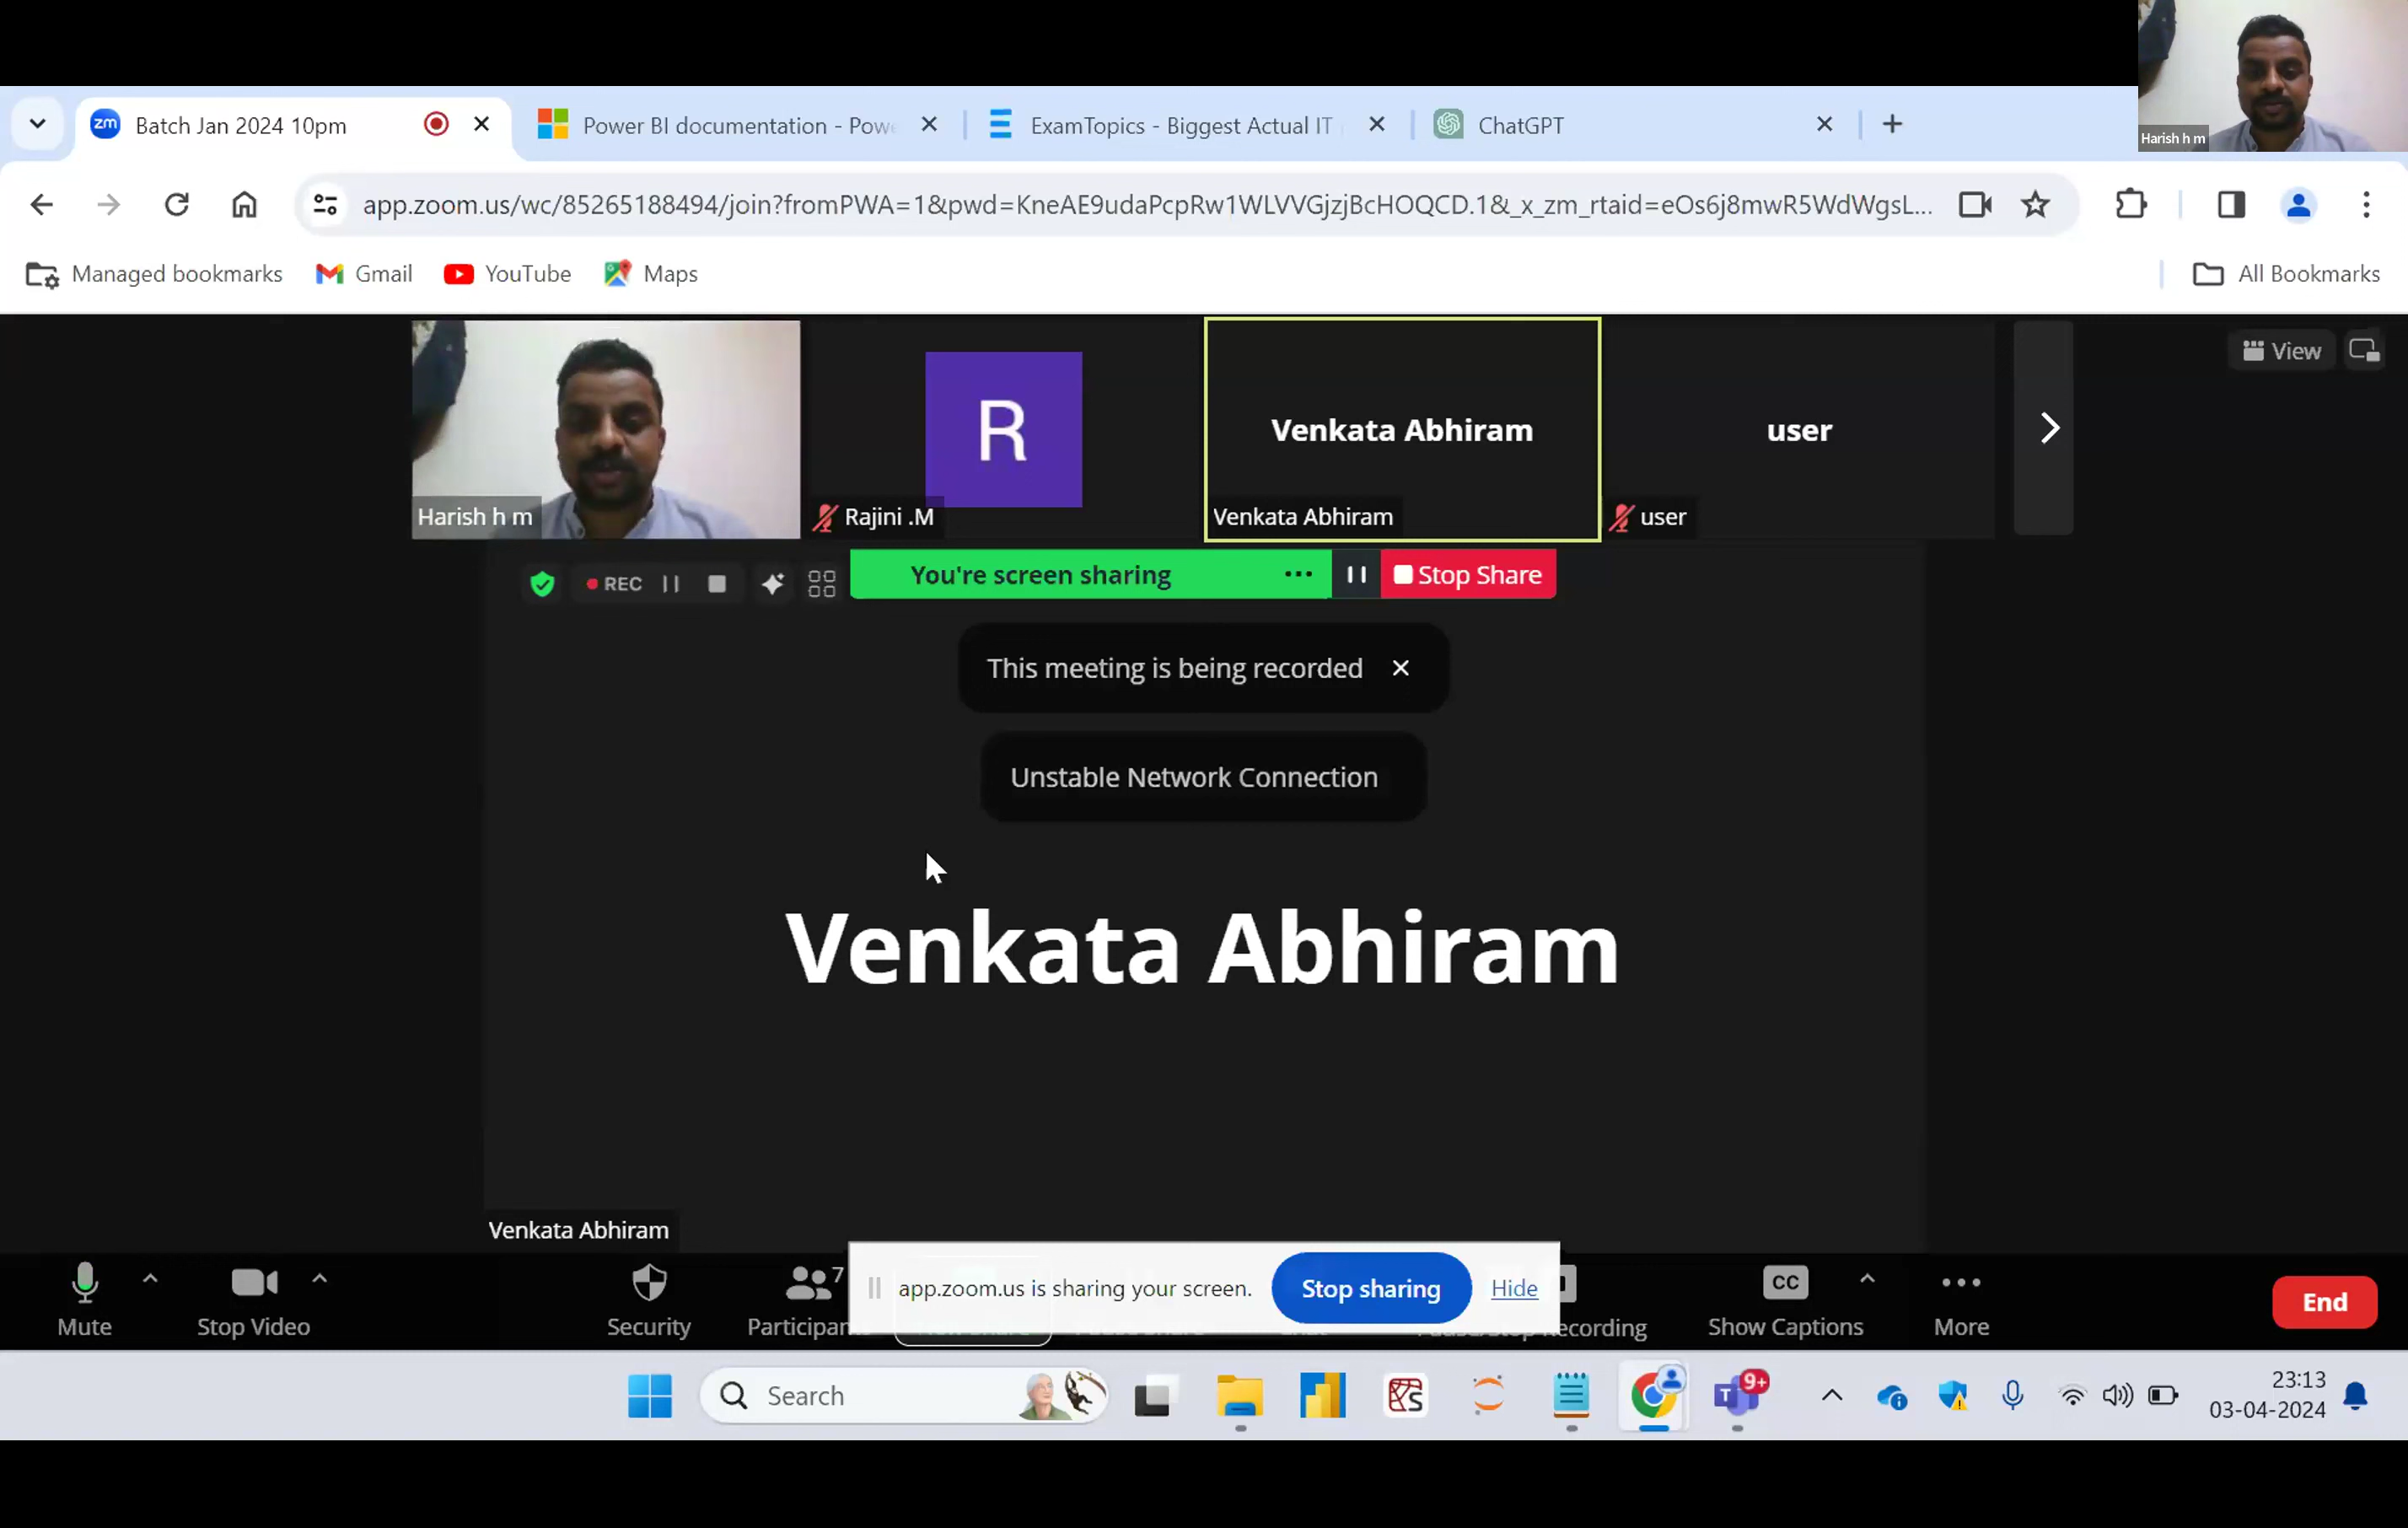 Harish h m
Batch Jan 2024 10pm
Power BI documentation - Pow
ExamTopics - Biggest Actual IT
ChatGPT
app.zoom.us/wc/85265188494/join?fromPWA=1&pwd=KneAE9udaPcpRw1WLVVGjzjBcHOQCD.1&_x_zm_rtaid=eOs6j8mwR5WdWgsL...
Managed bookmarks
Gmail
YouTube
Maps
All Bookmarks
View
R
Venkata Abhiram
user
Harish h m
Rajini .M
Venkata Abhiram
user
REC
You're screen sharing
Stop Share
This meeting is being recorded
Unstable Network Connection
Venkata Abhiram
Venkata Abhiram
7
app.zoom.us is sharing your screen.
Stop sharing
Hide
CC
End
Mute
Stop Video
Security
Participan
ecording
Show Captions
More
Search
9+
23:13
03-04-2024